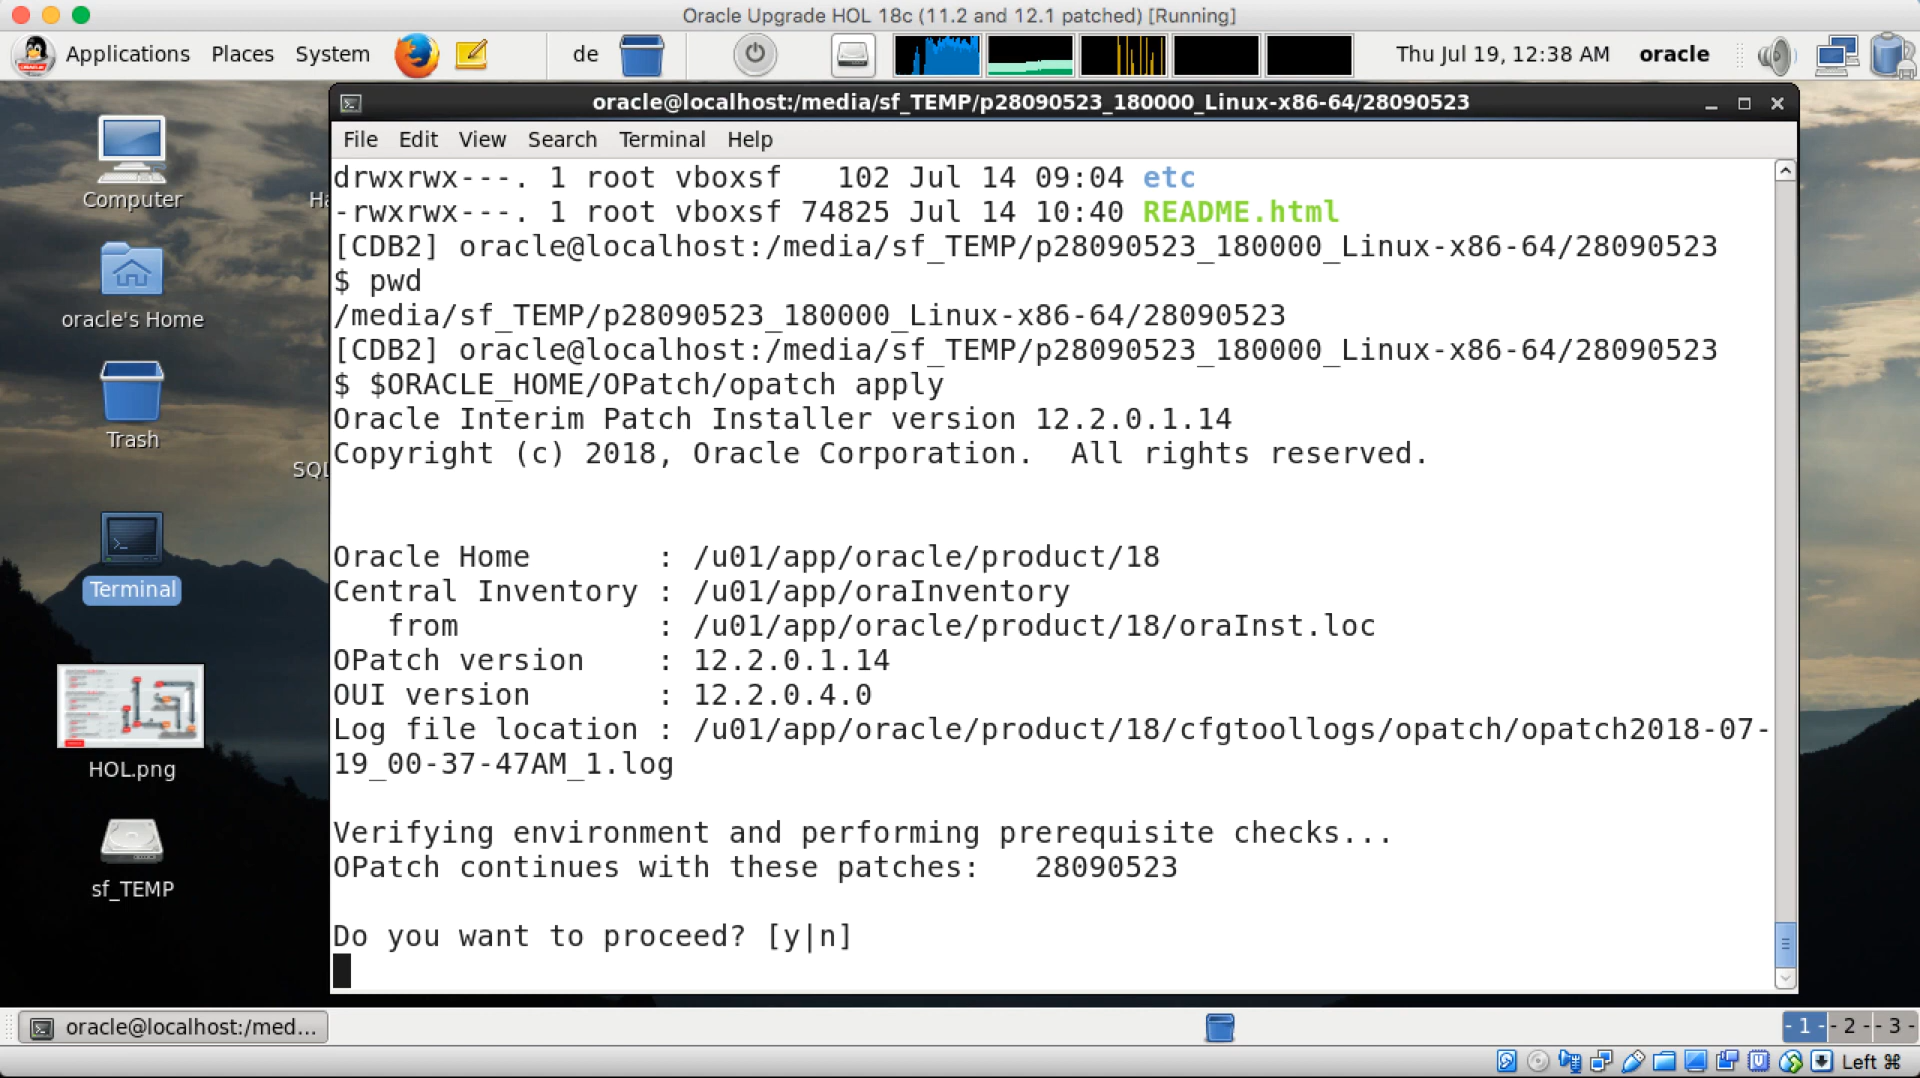 Oracle Upgrade HOL 18c (11.2 and 12.1 patched) [Running]
Applications Places System de Thu Jul 19, 12:38 AM oracle
oracle@localhost:/media/sf_TEMP/p28090523_180000_Linux-x86-64/28090523
File Edit View Search Terminal Help
drwxrwx---. 1 root vboxsf   102 Jul 14 09:04 etc
-rwxrwx---. 1 root vboxsf 74825 Jul 14 10:40 README.html
[CDB2] oracle@localhost:/media/sf_TEMP/p28090523_180000_Linux-x86-64/28090523
$ pwd
/media/sf_TEMP/p28090523_180000_Linux-x86-64/28090523
[CDB2] oracle@localhost:/media/sf_TEMP/p28090523_180000_Linux-x86-64/28090523
$ $ORACLE_HOME/OPatch/opatch apply
Oracle Interim Patch Installer version 12.2.0.1.14
Copyright (c) 2018, Oracle Corporation.  All rights reserved.
Oracle Home       : /u01/app/oracle/product/18
Central Inventory : /u01/app/oraInventory
   from           : /u01/app/oracle/product/18/oraInst.loc
OPatch version    : 12.2.0.1.14
OUI version       : 12.2.0.4.0
Log file location : /u01/app/oracle/product/18/cfgtoollogs/opatch/opatch2018-07-
19_00-37-47AM_1.log
Verifying environment and performing prerequisite checks...
OPatch continues with these patches:   28090523
Do you want to proceed? [y|n]
Computer
Ha
oracle's Home
Trash
SQL
Terminal
HOL.png
sf_TEMP
oracle@localhost:/med...
- 1 - - 2 - - 3 -
Left ⌘